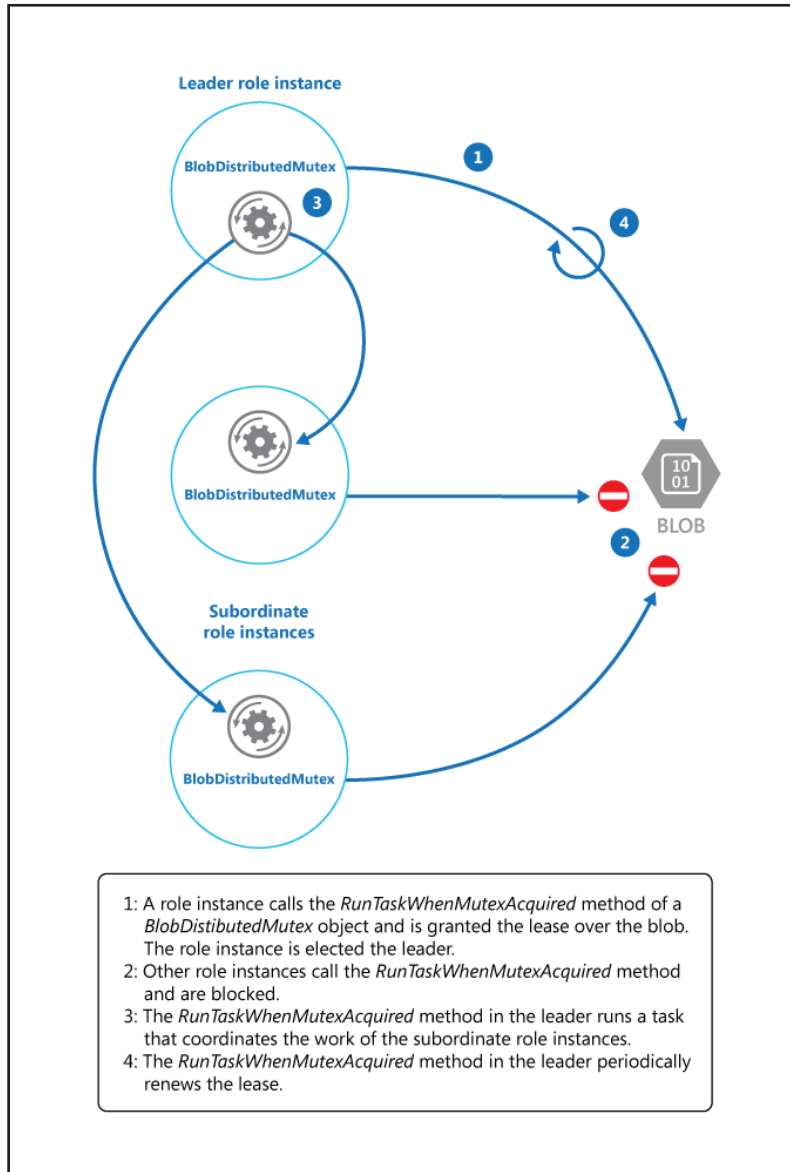 Leader role instance
BlobDistributedMutex
1
3
4
BlobDistributedMutex
10
01
BLOB
2
Subordinate
role instances
BlobDistributedMutex
1: A role instance calls the RunTaskWhenMutexAcquired method of a
BlobDistibutedMutex object and is granted the lease over the blob.
The role instance is elected the leader.
2: Other role instances call the RunTaskWhenMutexAcquired method
and are blocked.
3: The RunTaskWhenMutexAcquired method in the leader runs a task
that coordinates the work of the subordinate role instances.
4: The RunTaskWhenMutexAcquired method in the leader periodically
renews the lease.